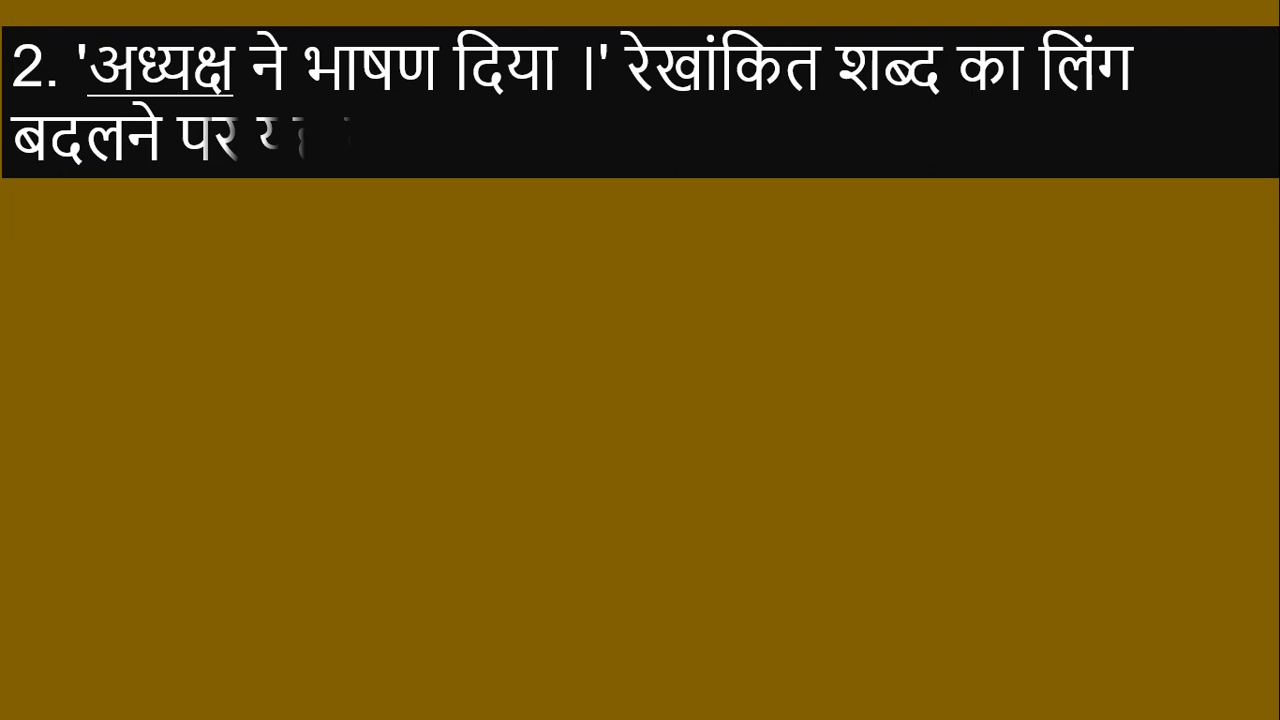 2. 'अध्यक्ष ने भाषण दिया ।' रेखांकित शब्द का लिंग
बदलने पर